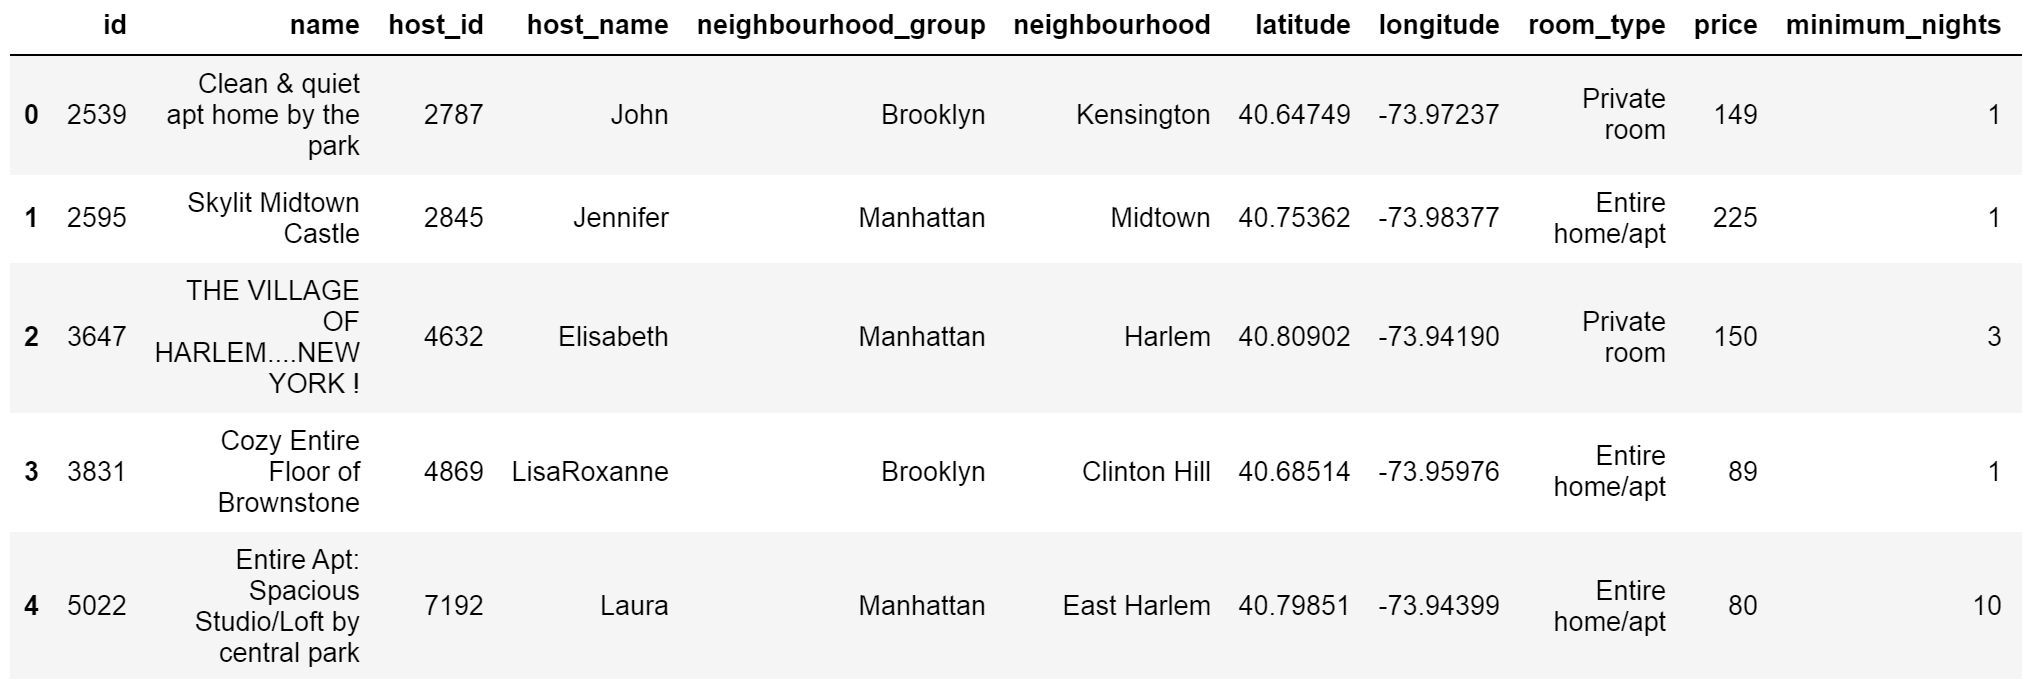 id name host_id host_name neighbourhood_group neighbourhood latitude longitude room_type price minimum_nights
Clean & quiet
apt home by the
park
0 2539 2787 John Brooklyn Kensington 40.64749 -73.97237 149 1
Private
room
Skylit Midtown
Castle
1 2595 2845 Jennifer Manhattan Midtown 40.75362 -73.98377 225 1
Entire
home/apt
THE VILLAGE
OF
HARLEM....NEW
YORK !
2 3647 4632 Elisabeth Manhattan Harlem 40.80902 -73.94190 150 3
Private
room
Cozy Entire
Floor of
Brownstone
3 3831 4869 LisaRoxanne Brooklyn Clinton Hill 40.68514 -73.95976 89 1
Entire
home/apt
Entire Apt:
Spacious
Studio/Loft by
central park
4 5022 7192 Laura Manhattan East Harlem 40.79851 -73.94399 80 10
Entire
home/apt